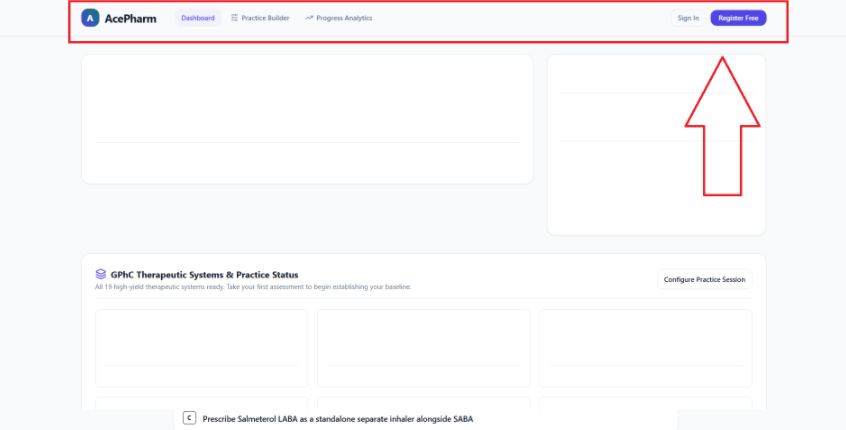 A AcePharm Dashboard Practice Builder Progress Analytics Sign In Register Free
GPhC Therapeutic Systems & Practice Status
All 19 high-yield therapeutic systems ready. Take your first assessment to begin establishing your baseline.
Configure Practice Session
C Prescribe Salmeterol LABA as a standalone separate inhaler alongside SABA